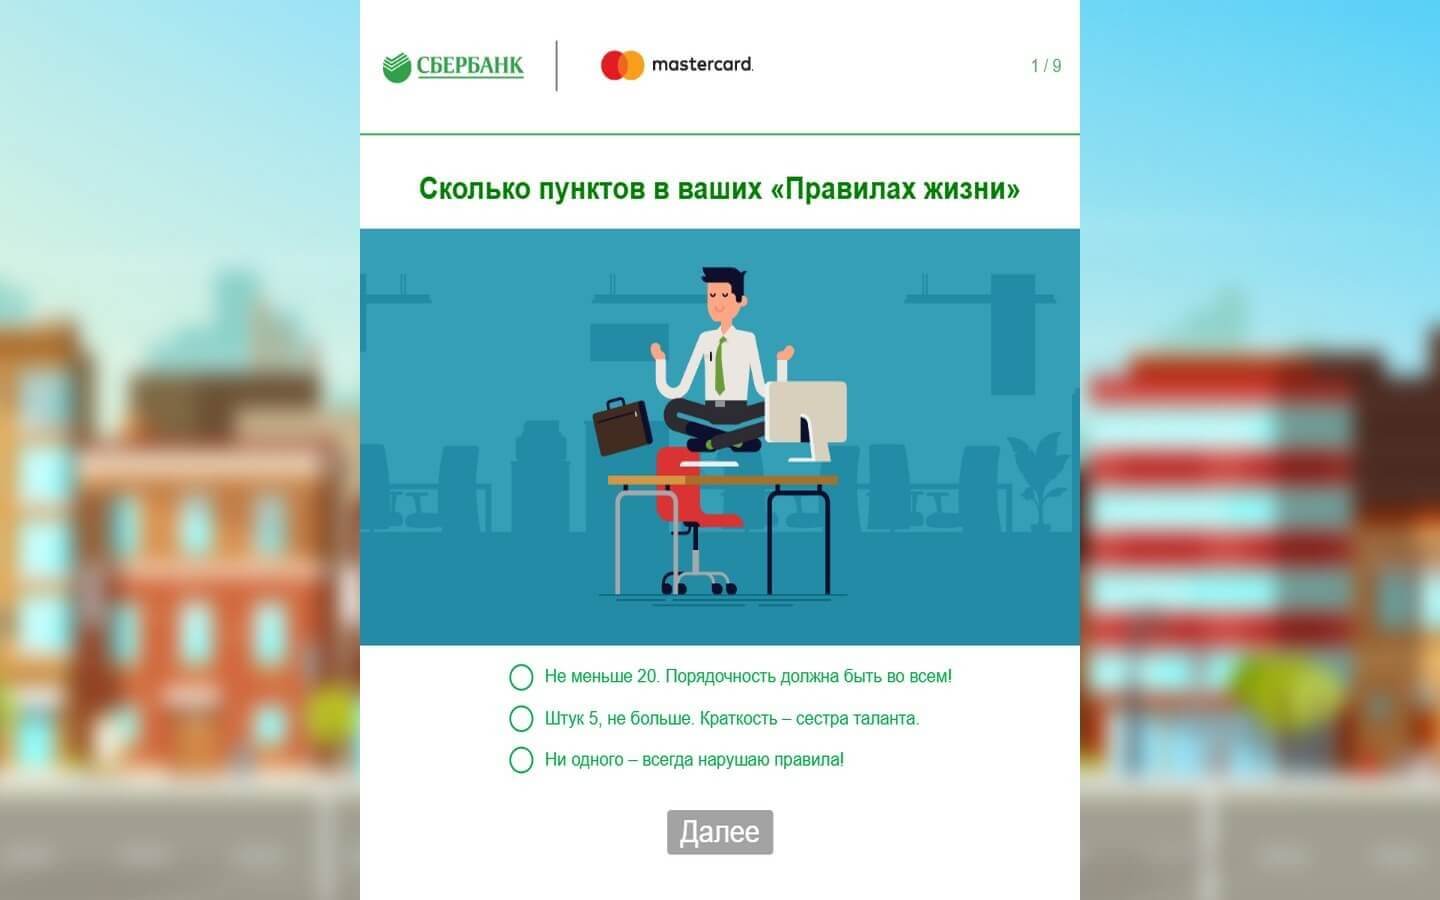 СБЕРБАНК
mastercard.
1 / 9
Сколько пунктов в ваших «Правилах жизни»
Не меньше 20. Порядочность должна быть во всем!
Штук 5, не больше. Краткость – сестра таланта.
Ни одного – всегда нарушаю правила!
Далее